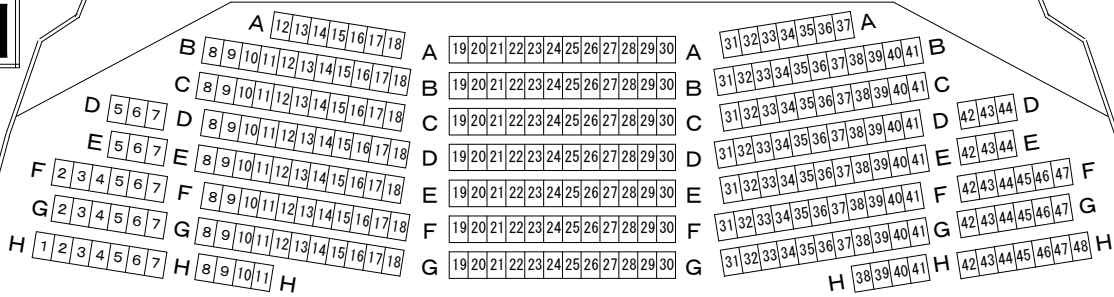 A 12 13 14 15 16 17 18 A 19 20 21 22 23 24 25 26 27 28 29 30 A 31 32 33 34 35 36 37 A
B 8 9 10 11 12 13 14 15 16 17 18 B 19 20 21 22 23 24 25 26 27 28 29 30 B 31 32 33 34 35 36 37 38 39 40 41 B
C 8 9 10 11 12 13 14 15 16 17 18 C 19 20 21 22 23 24 25 26 27 28 29 30 C 31 32 33 34 35 36 37 38 39 40 41 C
D 5 6 7 D 8 9 10 11 12 13 14 15 16 17 18 D 19 20 21 22 23 24 25 26 27 28 29 30 D 31 32 33 34 35 36 37 38 39 40 41 D 42 43 44 D
E 5 6 7 E 8 9 10 11 12 13 14 15 16 17 18 E 19 20 21 22 23 24 25 26 27 28 29 30 E 31 32 33 34 35 36 37 38 39 40 41 E 42 43 44 E
F 2 3 4 5 6 7 F 8 9 10 11 12 13 14 15 16 17 18 F 19 20 21 22 23 24 25 26 27 28 29 30 F 31 32 33 34 35 36 37 38 39 40 41 F 42 43 44 45 46 47 F
G 2 3 4 5 6 7 G 8 9 10 11 12 13 14 15 16 17 18 G 19 20 21 22 23 24 25 26 27 28 29 30 G 31 32 33 34 35 36 37 38 39 40 41 G 42 43 44 45 46 47 G
H 1 2 3 4 5 6 7 H 8 9 10 11 H H 38 39 40 41 H 42 43 44 45 46 47 48 H